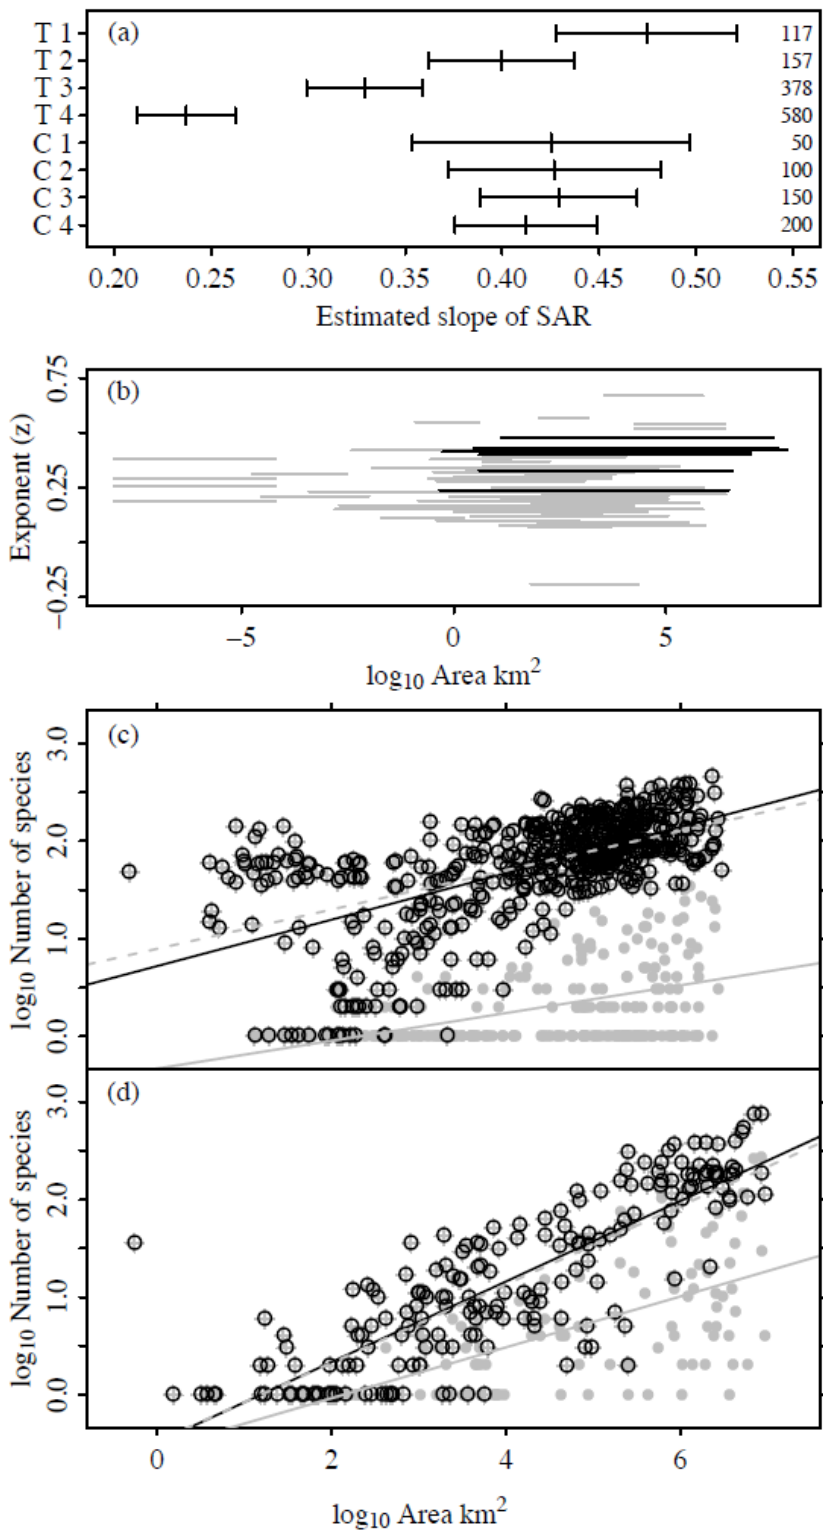 (a)
T 1 117
T 2 157
T 3 378
T 4 580
C 1 50
C 2 100
C 3 150
C 4 200
0.20 0.25 0.30 0.35 0.40 0.45 0.50 0.55
Estimated slope of SAR
(b)
Exponent (z)
0.75
0.25
−0.25
−5 0 5
log10 Area km2
(c)
log10 Number of species
3.0
2.0
1.0
0.0
(d)
log10 Number of species
3.0
2.0
1.0
0.0
0 2 4 6
log10 Area km2